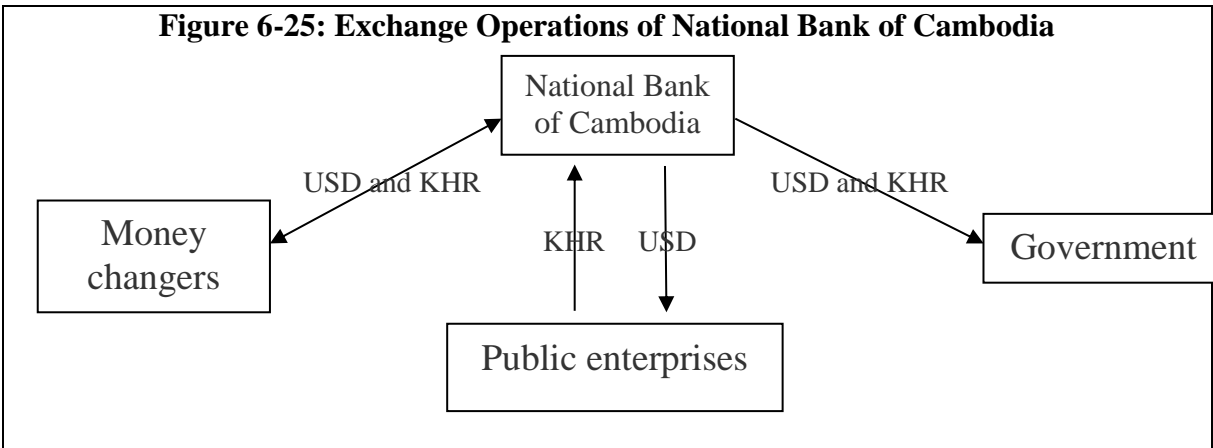 Figure 6-25: Exchange Operations of National Bank of Cambodia
National Bank
of Cambodia
USD and KHR
USD and KHR
Money
changers
KHR
USD
Government
Public enterprises